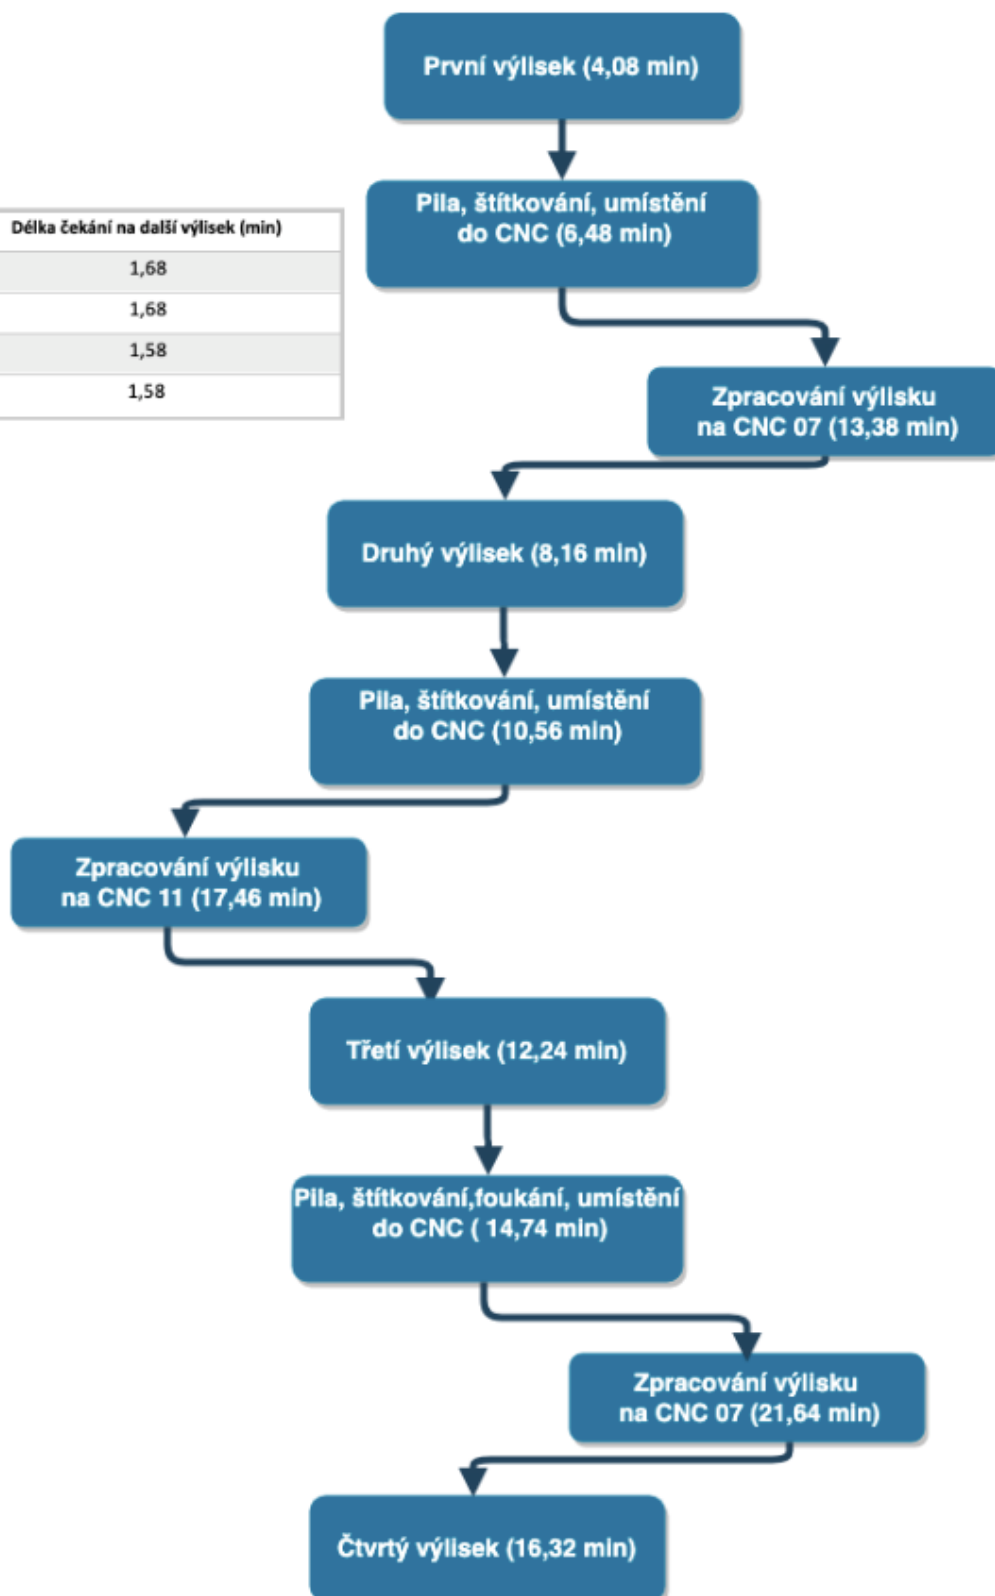 První výlisek (4,08 min)
Pila, štítkování, umístění
do CNC (6,48 min)
Délka čekání na další výlisek (min)
1,68
1,68
1,58
1,58
Zpracování výlisku
na CNC 07 (13,38 min)
Druhý výlisek (8,16 min)
Pila, štítkování, umístění
do CNC (10,56 min)
Zpracování výlisku
na CNC 11 (17,46 min)
Třetí výlisek (12,24 min)
Pila, štítkování,foukání, umístění
do CNC ( 14,74 min)
Zpracování výlisku
na CNC 07 (21,64 min)
Čtvrtý výlisek (16,32 min)